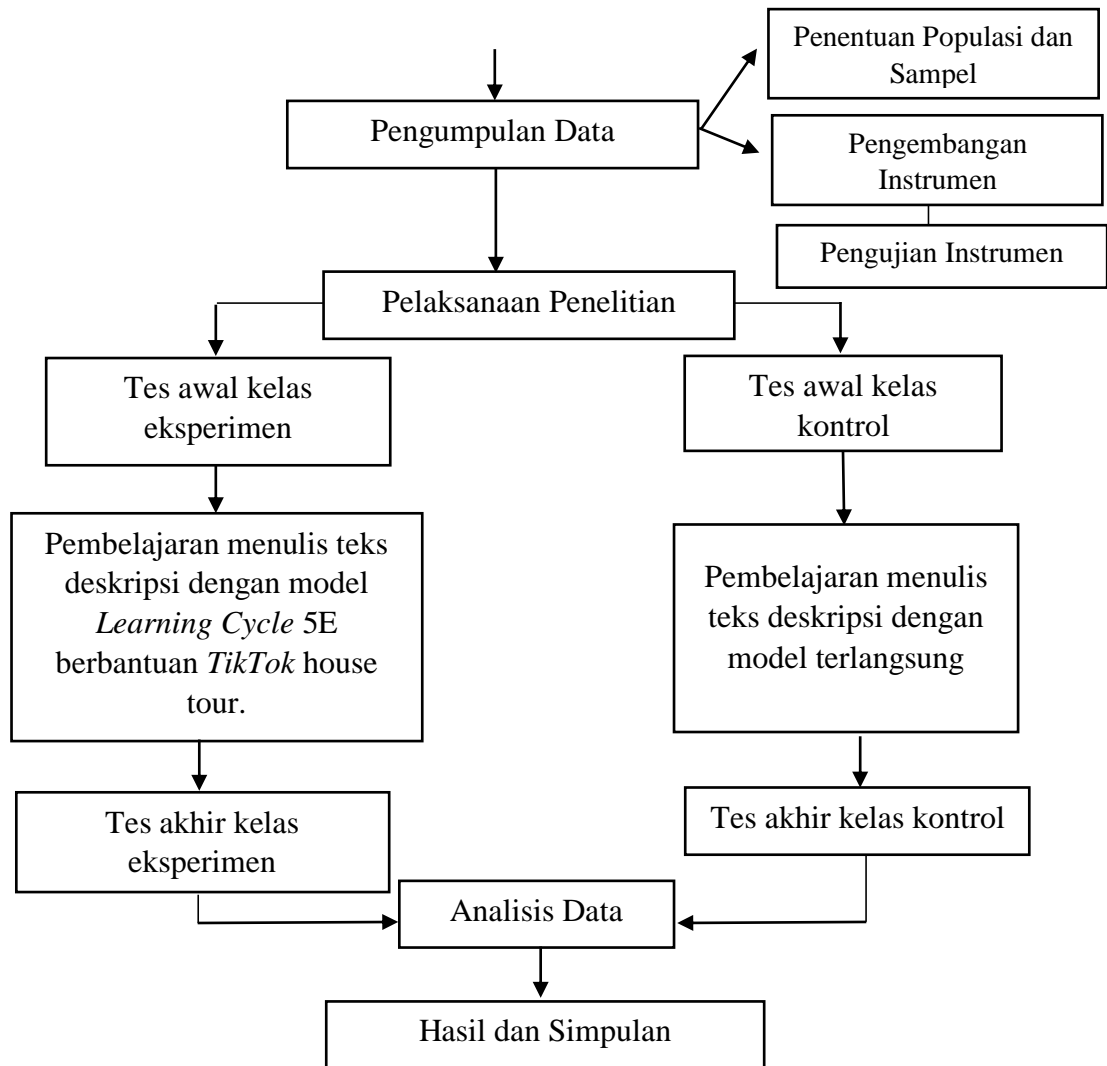 Penentuan Populasi dan
Sampel
Pengumpulan Data
Pengembangan
Instrumen
Pengujian Instrumen
Pelaksanaan Penelitian
Tes awal kelas
eksperimen
Tes awal kelas
kontrol
Pembelajaran menulis teks
deskripsi dengan model
Learning Cycle 5E
berbantuan TikTok house
tour.
Pembelajaran menulis
teks deskripsi dengan
model terlangsung
Tes akhir kelas
eksperimen
Tes akhir kelas kontrol
Analisis Data
Hasil dan Simpulan